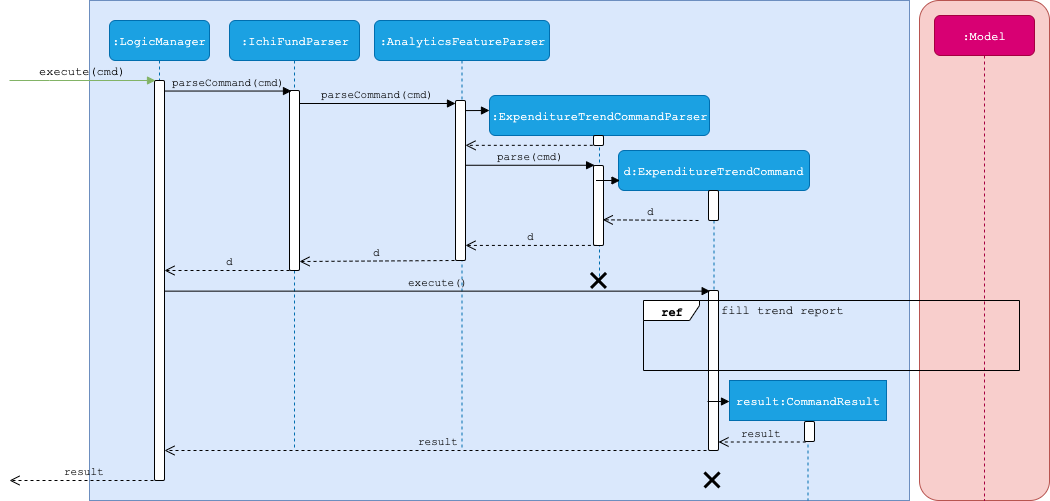 :LogicManager
:IchiFundParser
:AnalyticsFeatureParser
:Model
execute(cmd)
parseCommand(cmd)
parseCommand(cmd)
:ExpenditureTrendCommandParser
parse(cmd)
d:ExpenditureTrendCommand
d
d
d
d
execute()
ref
fill trend report
result:CommandResult
result
result
result